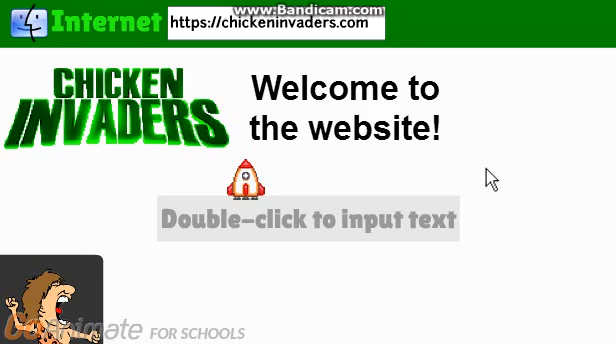 www.Bandicam.com
Internet
https://chickeninvaders.com
CHICKEN
INVADERS
Welcome to
the website!
Double-click to input text
GoAnimate FOR SCHOOLS